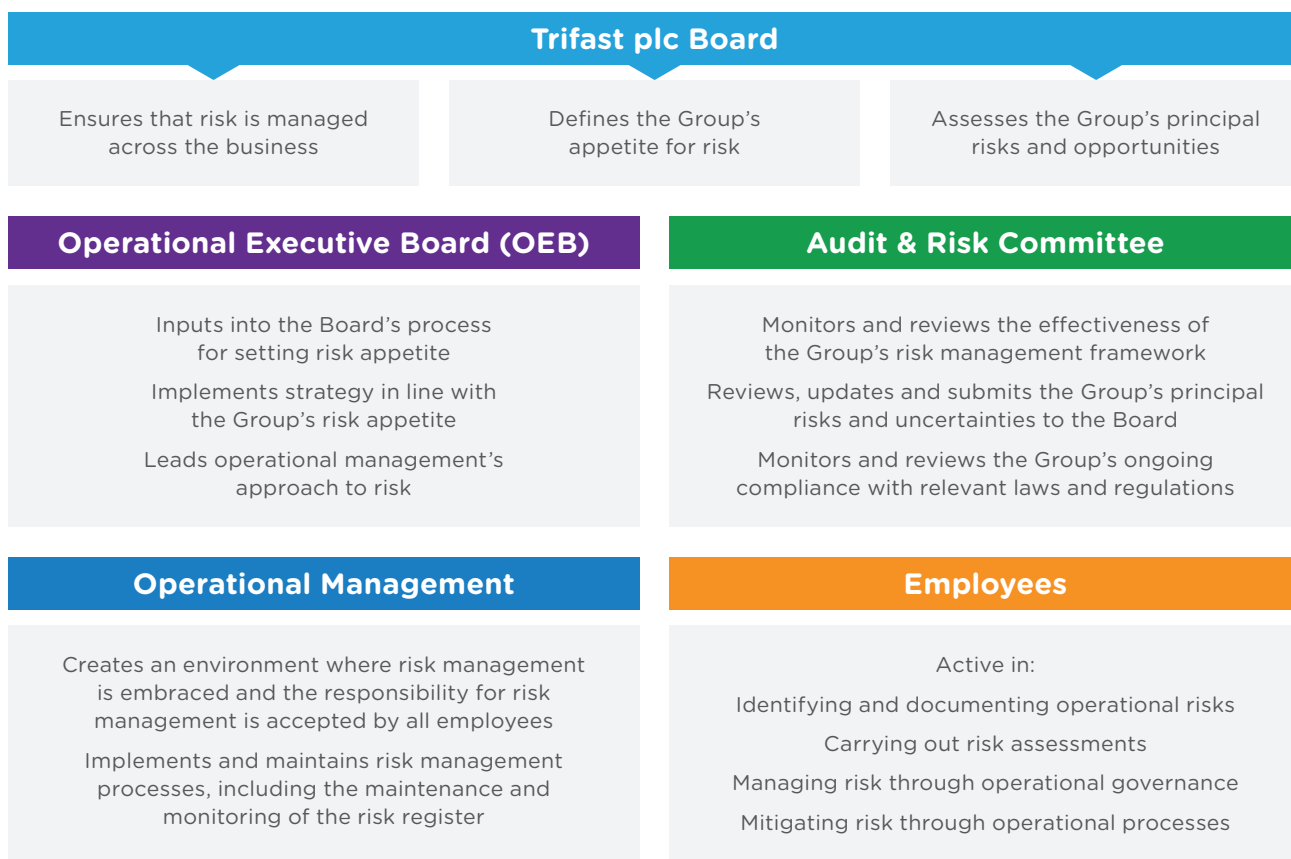 Trifast plc Board
Ensures that risk is managed
across the business
Defines the Group's
appetite for risk
Assesses the Group's principal
risks and opportunities
Operational Executive Board (OEB)
Inputs into the Board's process
for setting risk appetite
Implements strategy in line with
the Group's risk appetite
Leads operational management's
approach to risk
Audit & Risk Committee
Monitors and reviews the effectiveness of
the Group's risk management framework
Reviews, updates and submits the Group's principal
risks and uncertainties to the Board
Monitors and reviews the Group's ongoing
compliance with relevant laws and regulations
Operational Management
Creates an environment where risk management
is embraced and the responsibility for risk
management is accepted by all employees
Implements and maintains risk management
processes, including the maintenance and
monitoring of the risk register
Employees
Active in:
Identifying and documenting operational risks
Carrying out risk assessments
Managing risk through operational governance
Mitigating risk through operational processes